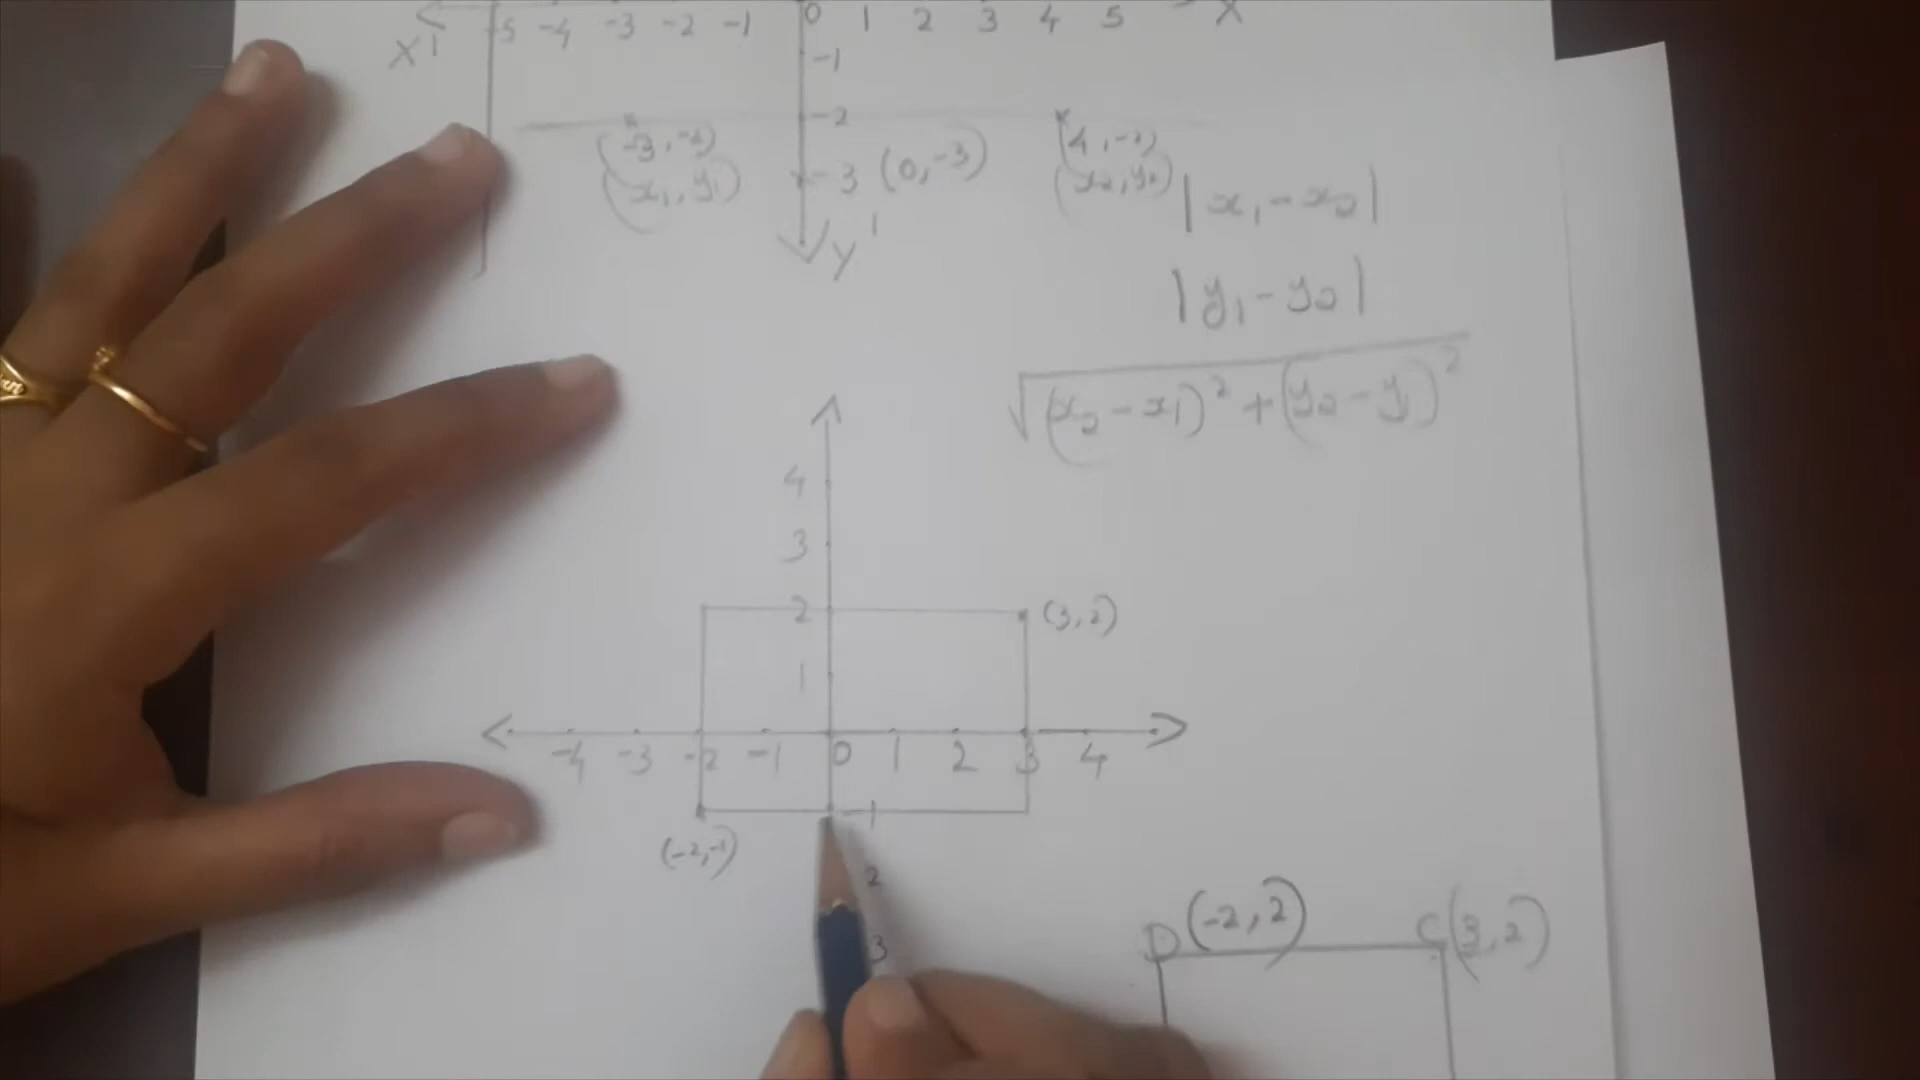 X' -5 -4 -3 -2 -1 0 1 2 3 4 5 X
-1
-2
(-3,-2) (4,-2)
(x₁,y₁) -3 (0,-3) (x₂,y₂) |x₁-x₂|
Y'
|y₁-y₂|
√(x₂-x₁)²+(y₂-y₁)²
4
3
2 (3,2)
1
-4 -3 -2 -1 0 1 2 3 4
-1
(-2,-1)
2
3
D(-2,2) C(3,2)